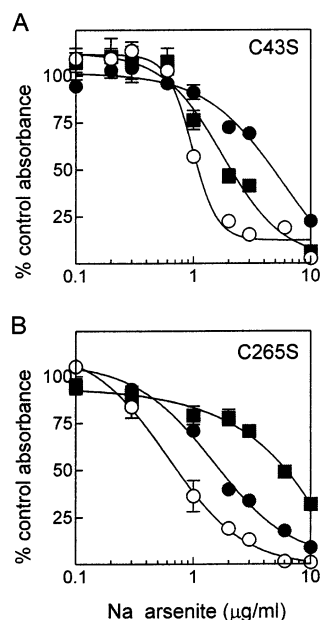 A
C43S
100
75
50
25
0.1
1
10
% control absorbance
B
C265S
100
75
50
25
0.1
1
10
% control absorbance
Na arsenite (µg/ml)